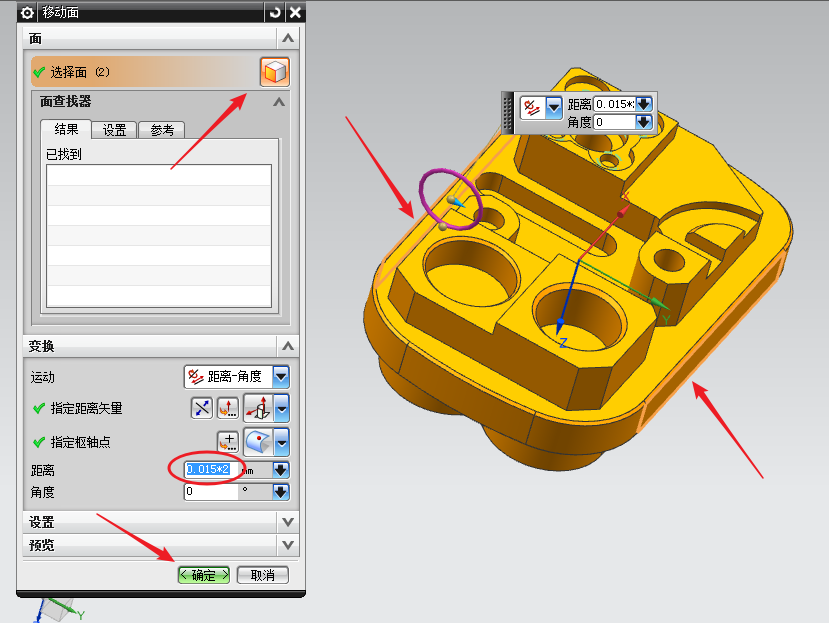 移动面
面
选择面 (2)
面查找器
结果 设置 参考
已找到
变换
运动 距离-角度
指定距离矢量
指定枢轴点
距离 0.015*2 mm
角度 0 °
设置
预览
<确定> 取消
距离 0.015*
角度 0
X
Y
Z
Y